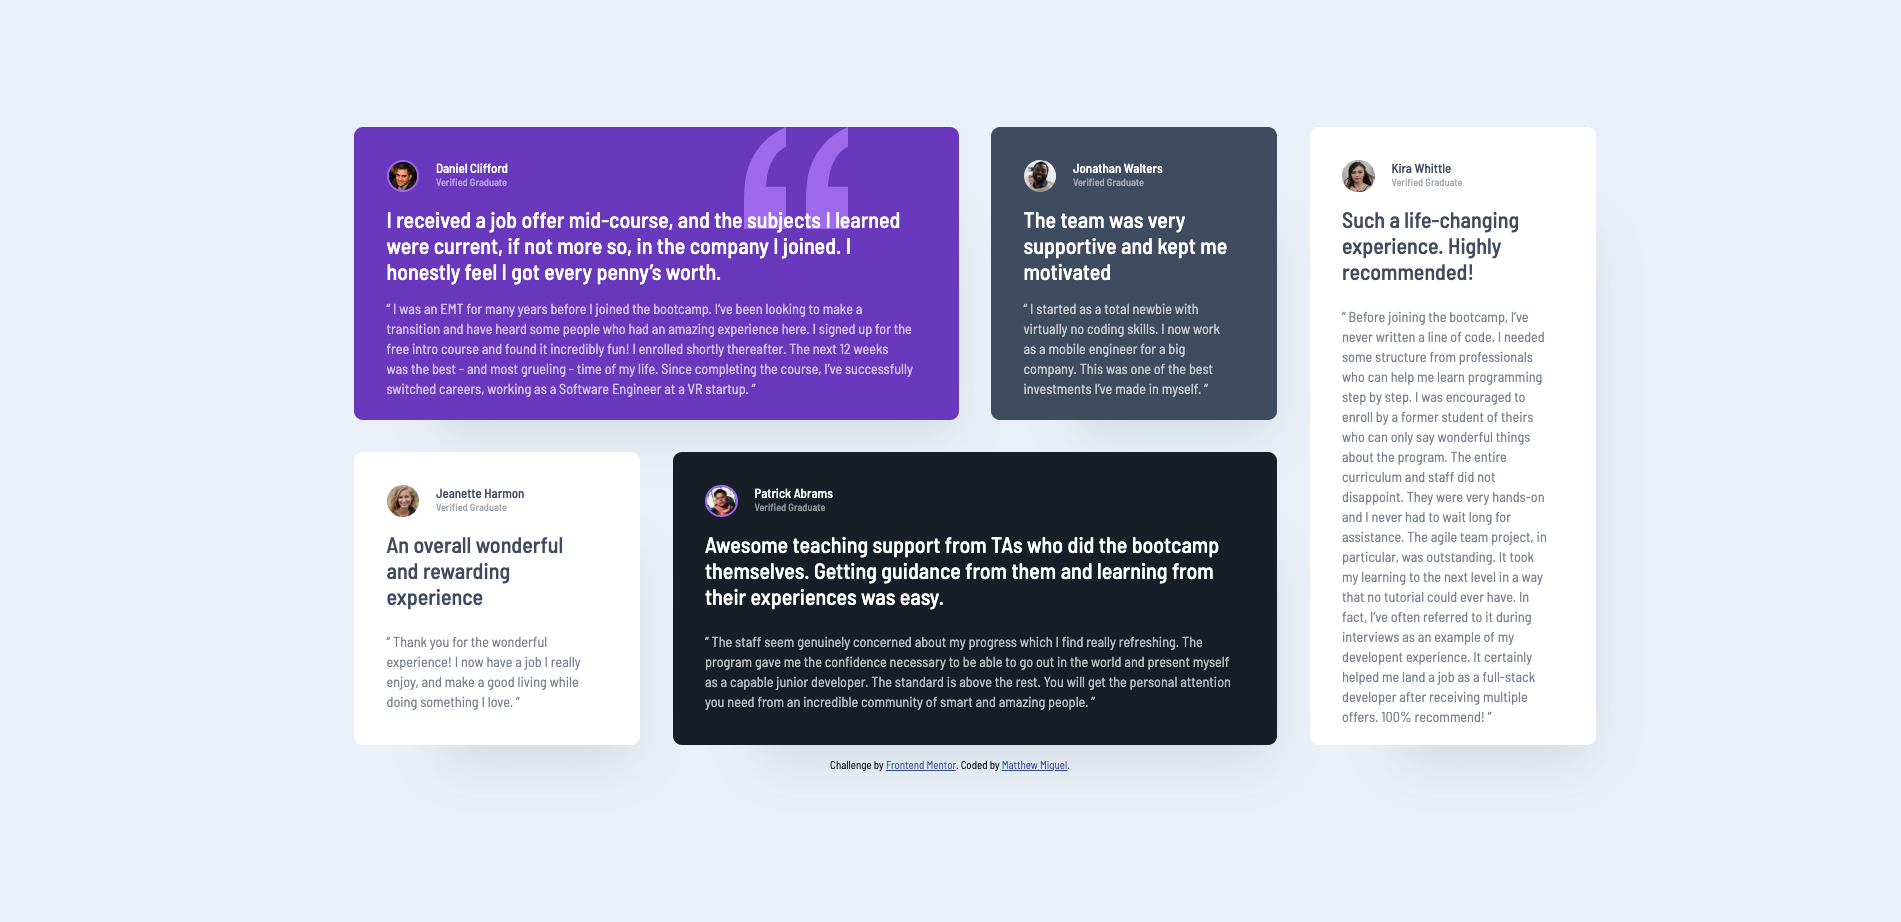 Daniel Clifford
Verified Graduate
I received a job offer mid-course, and the subjects I learned
were current, if not more so, in the company I joined. I
honestly feel I got every penny’s worth.
“ I was an EMT for many years before I joined the bootcamp. I’ve been looking to make a
transition and have heard some people who had an amazing experience here. I signed up for the
free intro course and found it incredibly fun! I enrolled shortly thereafter. The next 12 weeks
was the best - and most grueling - time of my life. Since completing the course, I’ve successfully
switched careers, working as a Software Engineer at a VR startup. ”
Jonathan Walters
Verified Graduate
The team was very
supportive and kept me
motivated
“ I started as a total newbie with
virtually no coding skills. I now work
as a mobile engineer for a big
company. This was one of the best
investments I’ve made in myself. ”
Kira Whittle
Verified Graduate
Such a life-changing
experience. Highly
recommended!
“ Before joining the bootcamp, I’ve
never written a line of code. I needed
some structure from professionals
who can help me learn programming
step by step. I was encouraged to
enroll by a former student of theirs
who can only say wonderful things
about the program. The entire
curriculum and staff did not
disappoint. They were very hands-on
and I never had to wait long for
assistance. The agile team project, in
particular, was outstanding. It took
my learning to the next level in a way
that no tutorial could ever have. In
fact, I’ve often referred to it during
interviews as an example of my
developent experience. It certainly
helped me land a job as a full-stack
developer after receiving multiple
offers. 100% recommend! ”
Jeanette Harmon
Verified Graduate
An overall wonderful
and rewarding
experience
“ Thank you for the wonderful
experience! I now have a job I really
enjoy, and make a good living while
doing something I love. ”
Patrick Abrams
Verified Graduate
Awesome teaching support from TAs who did the bootcamp
themselves. Getting guidance from them and learning from
their experiences was easy.
“ The staff seem genuinely concerned about my progress which I find really refreshing. The
program gave me the confidence necessary to be able to go out in the world and present myself
as a capable junior developer. The standard is above the rest. You will get the personal attention
you need from an incredible community of smart and amazing people. ”
Challenge by Frontend Mentor. Coded by Matthew Miguel.